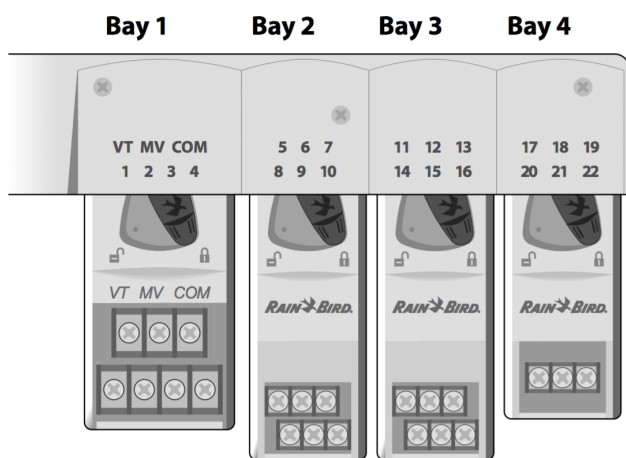 Bay 1 Bay 2 Bay 3 Bay 4
VT MV COM
1 2 3 4
5 6 7
8 9 10
11 12 13
14 15 16
17 18 19
20 21 22
VT MV COM
RAIN BIRD.
RAIN BIRD.
RAIN BIRD.